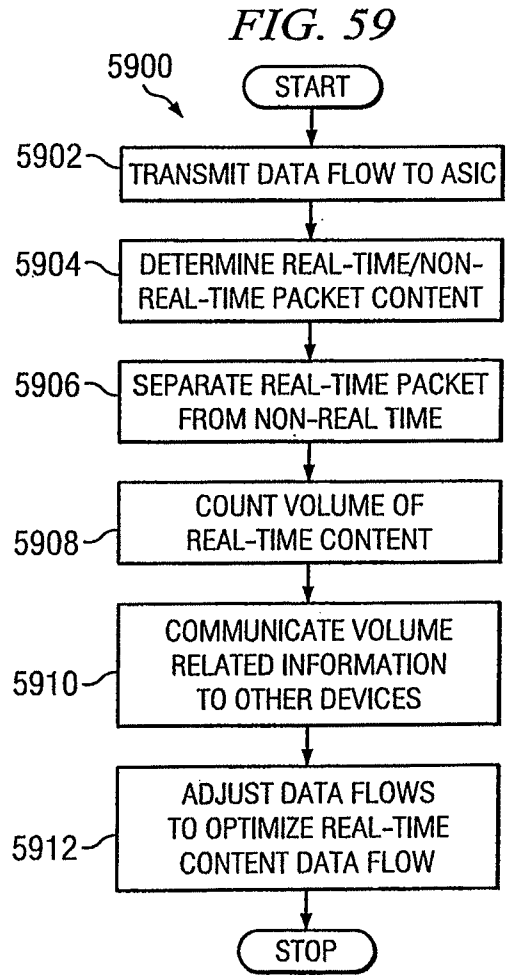 FIG. 59
5900
START
5902
TRANSMIT DATA FLOW TO ASIC
5904
DETERMINE REAL-TIME/NON-
REAL-TIME PACKET CONTENT
5906
SEPARATE REAL-TIME PACKET
FROM NON-REAL TIME
5908
COUNT VOLUME OF
REAL-TIME CONTENT
5910
COMMUNICATE VOLUME
RELATED INFORMATION
TO OTHER DEVICES
5912
ADJUST DATA FLOWS
TO OPTIMIZE REAL-TIME
CONTENT DATA FLOW
STOP